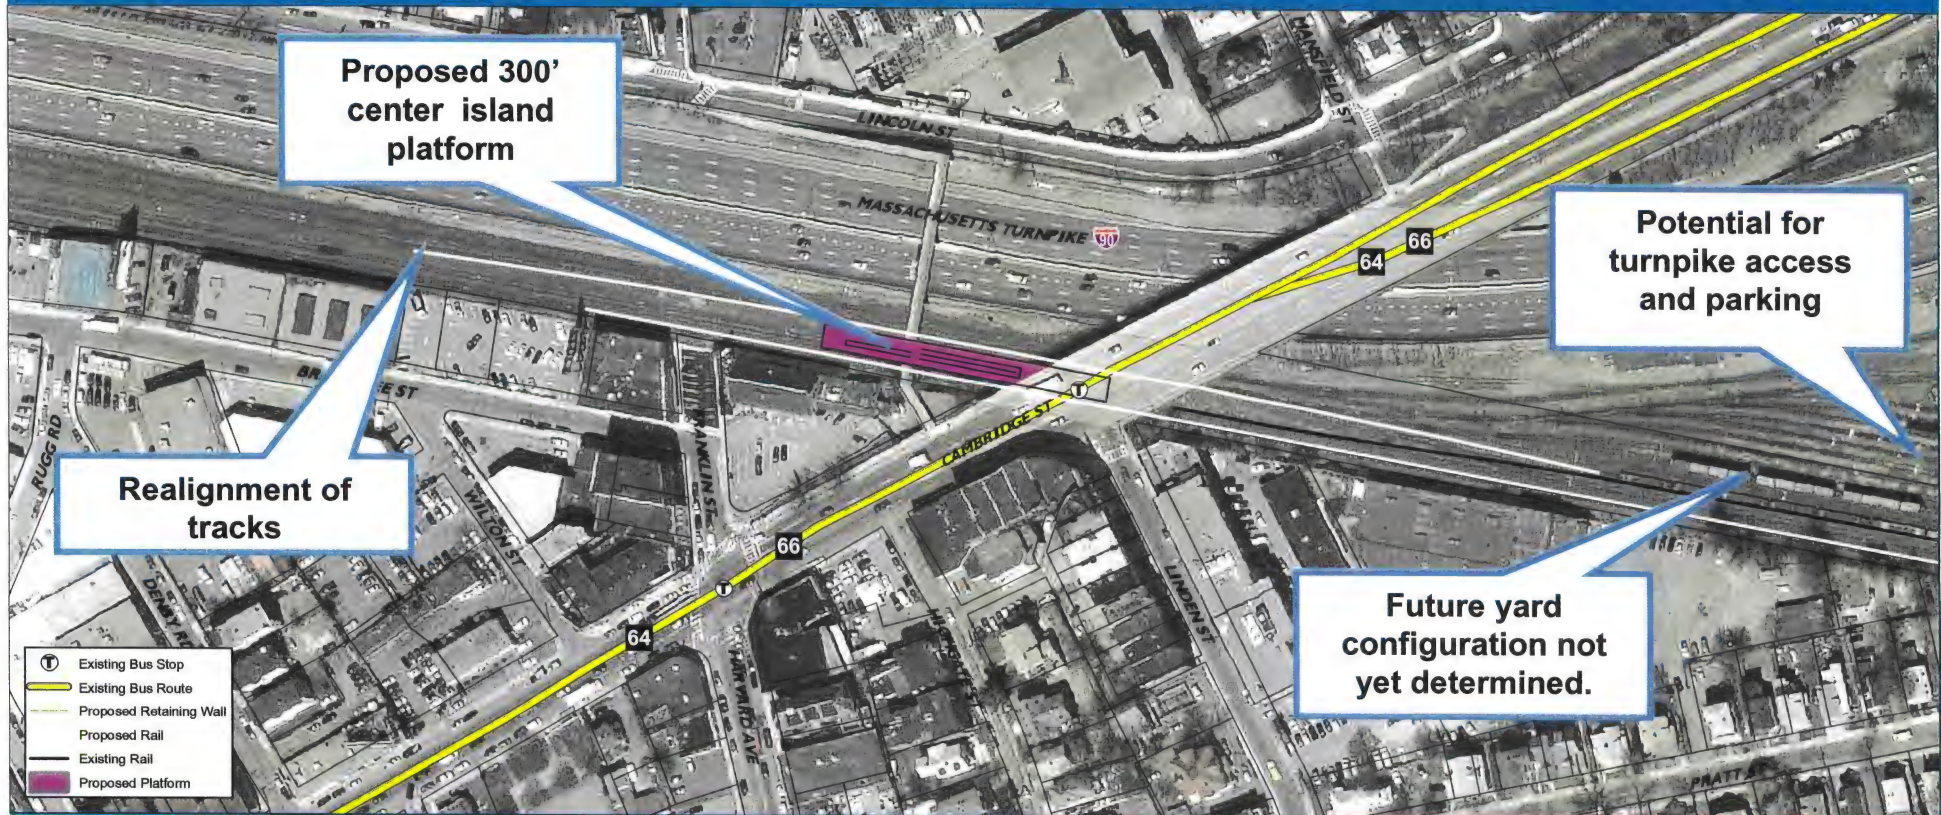 Proposed 300'
center island
platform
MANSFIELD ST
LINCOLN ST
MASSACHUSETTS TURNPIKE
90
66
64
Potential for
turnpike access
and parking
RUGG RD
Realignment of
tracks
WILTON ST
FRANKLIN ST
CAMBRIDGE ST
T
66
T
64
DENBY RD
HARVARD AVE
LINDEN ST
Future yard
configuration not
yet determined.
PRATT ST
T Existing Bus Stop
Existing Bus Route
Proposed Retaining Wall
Proposed Rail
Existing Rail
Proposed Platform